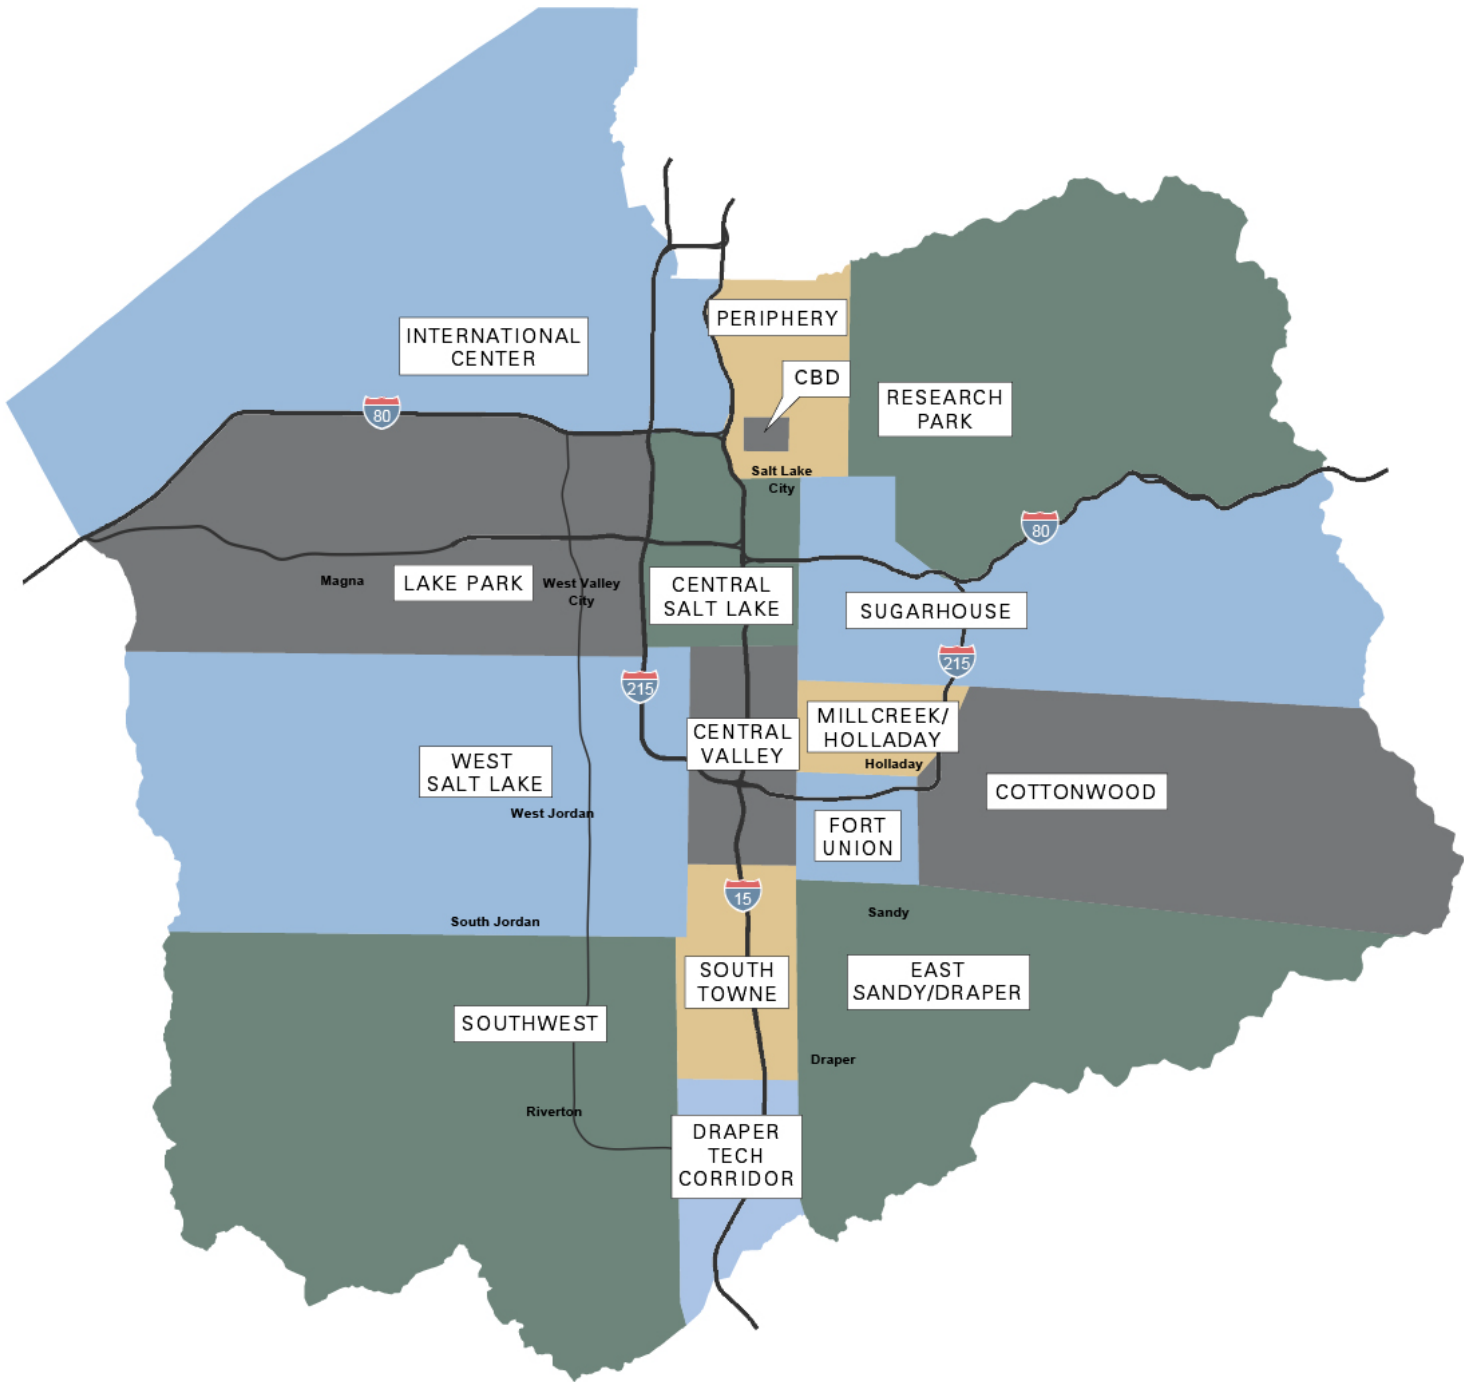 PERIPHERY
INTERNATIONAL
CENTER
CBD
RESEARCH
PARK
80
Salt Lake
City
80
Magna
LAKE PARK
West Valley
City
CENTRAL
SALT LAKE
SUGARHOUSE
215
215
MILLCREEK/
HOLLADAY
CENTRAL
VALLEY
Holladay
WEST
SALT LAKE
COTTONWOOD
West Jordan
FORT
UNION
15
Sandy
South Jordan
SOUTH
TOWNE
EAST
SANDY/DRAPER
SOUTHWEST
Draper
Riverton
DRAPER
TECH
CORRIDOR